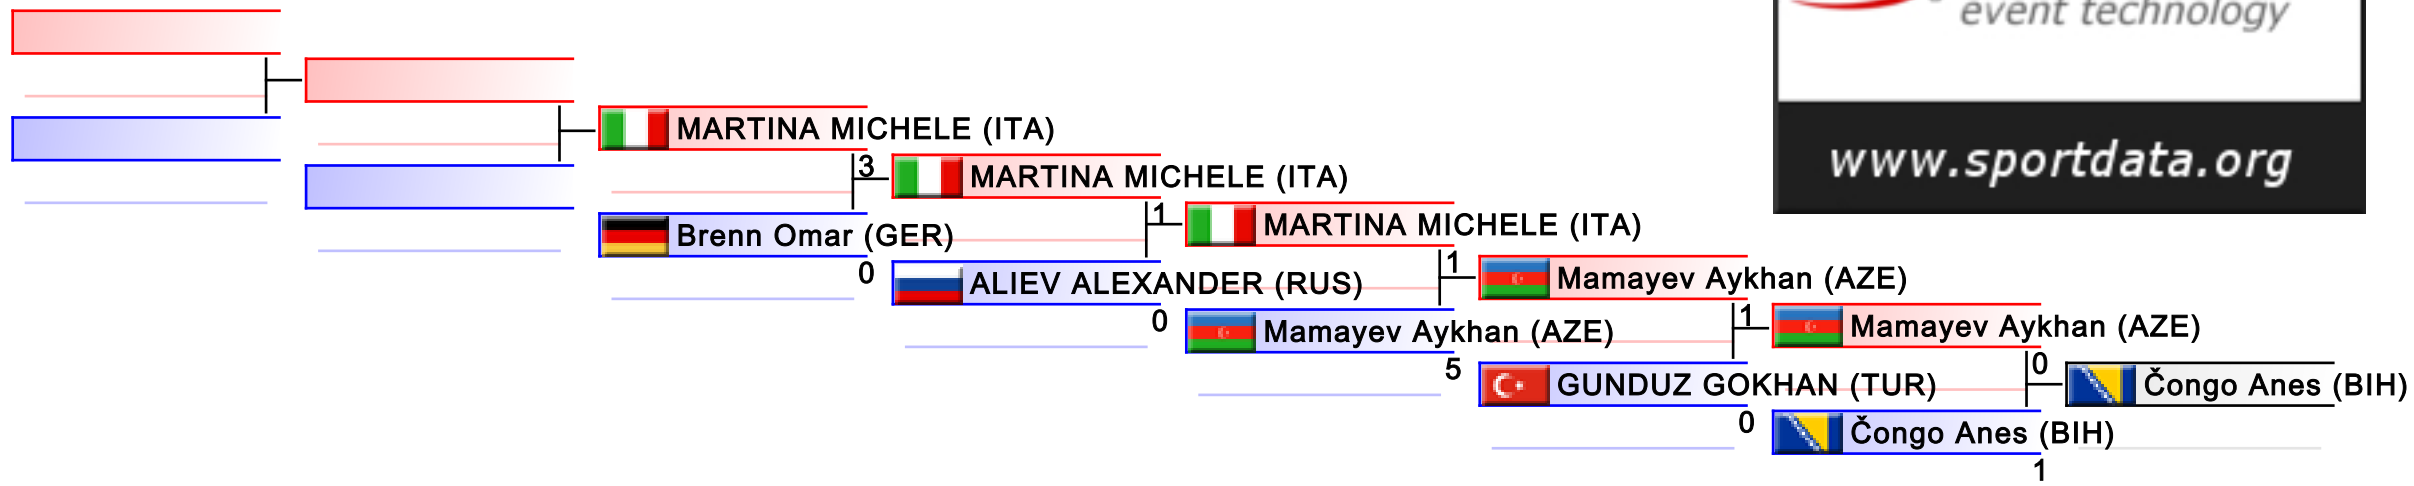 event technology
www.sportdata.org
MARTINA MICHELE (ITA)
3
MARTINA MICHELE (ITA)
1
MARTINA MICHELE (ITA)
Brenn Omar (GER)
0
ALIEV ALEXANDER (RUS)
0
1
Mamayev Aykhan (AZE)
Mamayev Aykhan (AZE)
5
1
Mamayev Aykhan (AZE)
GUNDUZ GOKHAN (TUR)
0
0
Čongo Anes (BIH)
Čongo Anes (BIH)
1